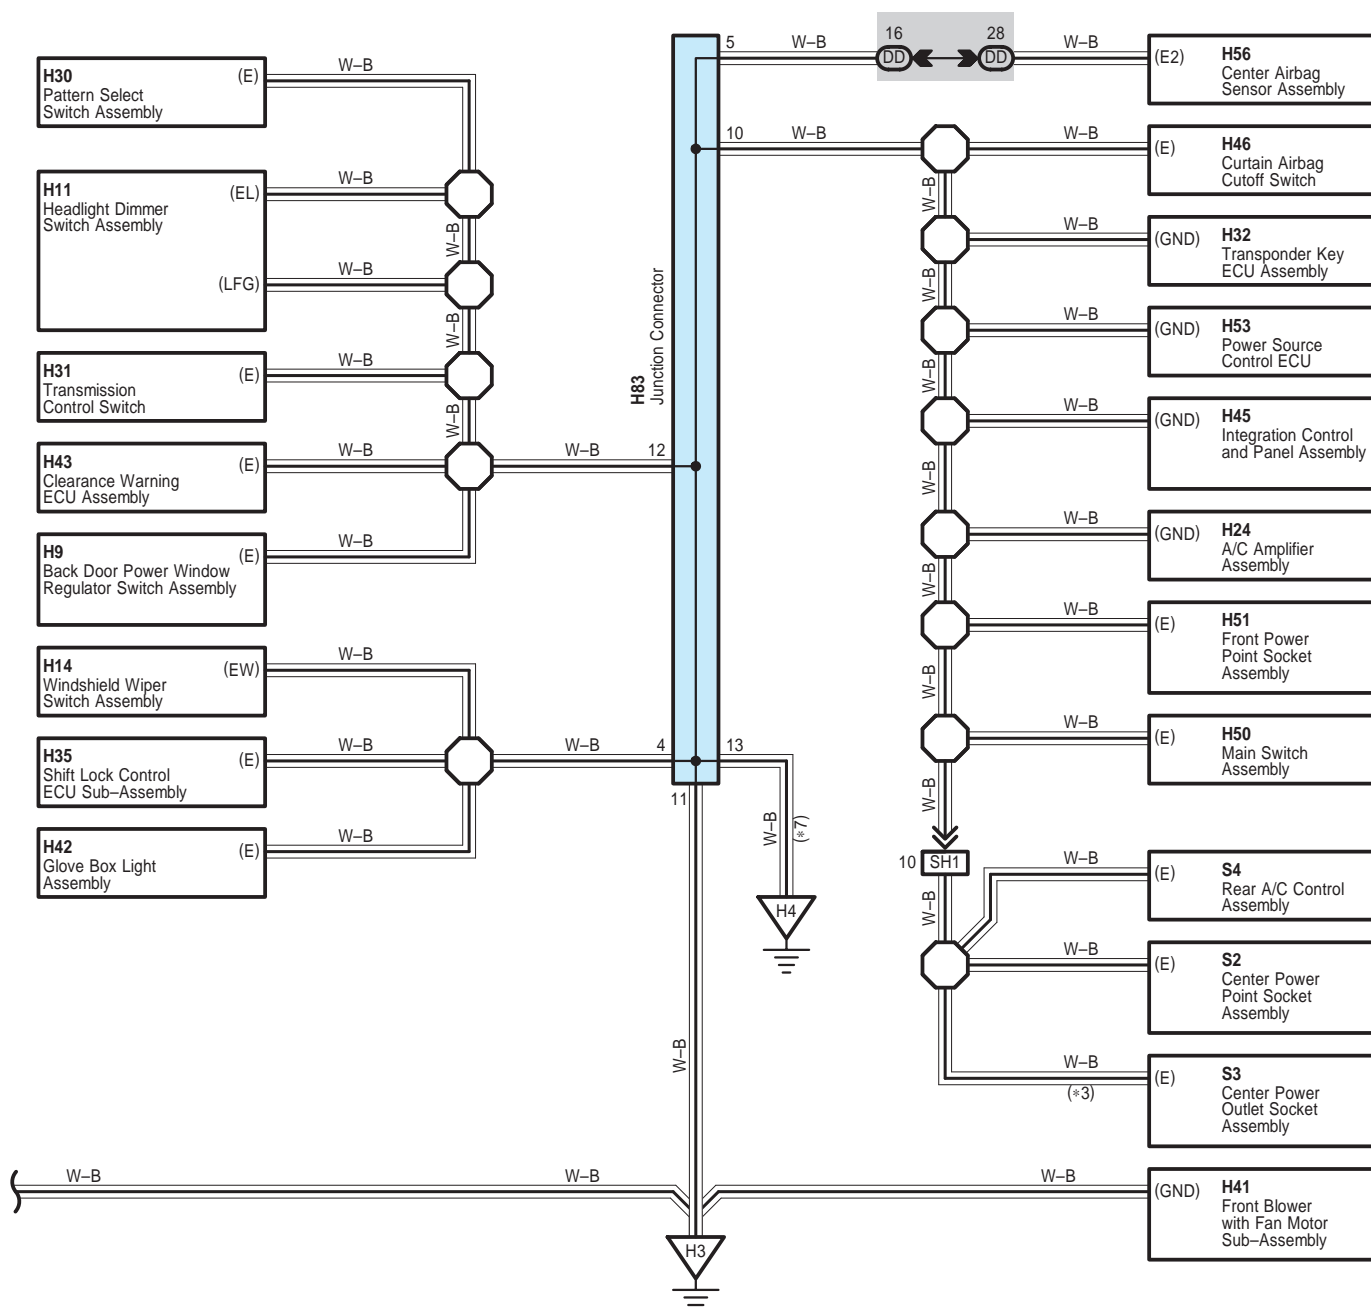 H30
(E)
Pattern Select
Switch Assembly
W–B
H11
(EL)
Headlight Dimmer
Switch Assembly
W–B
W–B
(LFG)
W–B
W–B
H31
(E)
Transmission
Control Switch
W–B
W–B
H43
(E)
Clearance Warning
ECU Assembly
W–B
W–B
12
H9
(E)
Back Door Power Window
Regulator Switch Assembly
W–B
H14
(EW)
Windshield Wiper
Switch Assembly
W–B
H35
(E)
Shift Lock Control
ECU Sub–Assembly
W–B
W–B
4
H42
(E)
Glove Box Light
Assembly
W–B
H83
Junction Connector
5
W–B
16
DD
28
DD
W–B
(E2)
H56
Center Airbag
Sensor Assembly
10
W–B
W–B
(E)
H46
Curtain Airbag
Cutoff Switch
W–B
W–B
(GND)
H32
Transponder Key
ECU Assembly
W–B
W–B
(GND)
H53
Power Source
Control ECU
W–B
W–B
(GND)
H45
Integration Control
and Panel Assembly
W–B
W–B
(GND)
H24
A/C Amplifier
Assembly
W–B
W–B
(E)
H51
Front Power
Point Socket
Assembly
W–B
W–B
(E)
H50
Main Switch
Assembly
W–B
13
11
W–B
(*7)
H4
10
SH1
W–B
W–B
(E)
S4
Rear A/C Control
Assembly
W–B
(E)
S2
Center Power
Point Socket
Assembly
W–B
W–B
(*3)
(E)
S3
Center Power
Outlet Socket
Assembly
W–B
W–B
W–B
(GND)
H41
Front Blower
with Fan Motor
Sub–Assembly
H3